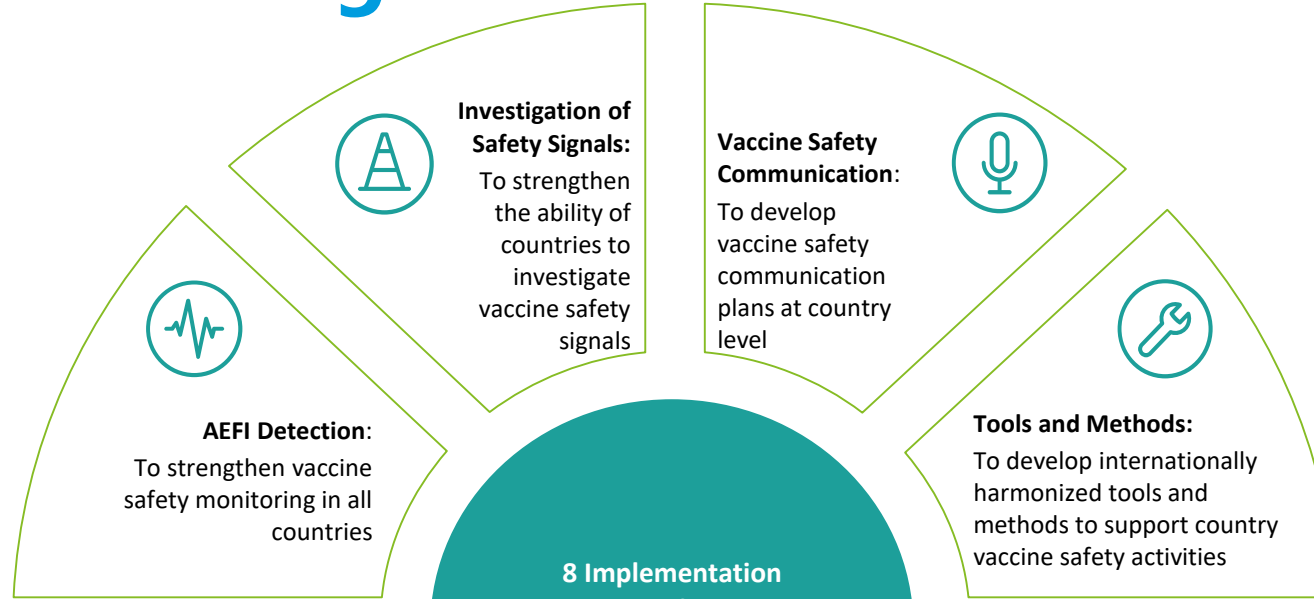 AEFI Detection:
To strengthen vaccine
safety monitoring in all
countries
Investigation of
Safety Signals:
To strengthen
the ability of
countries to
investigate
vaccine safety
signals
Vaccine Safety
Communication:
To develop
vaccine safety
communication
plans at country
level
Tools and Methods:
To develop internationally
harmonized tools and
methods to support country
vaccine safety activities
8 Implementation